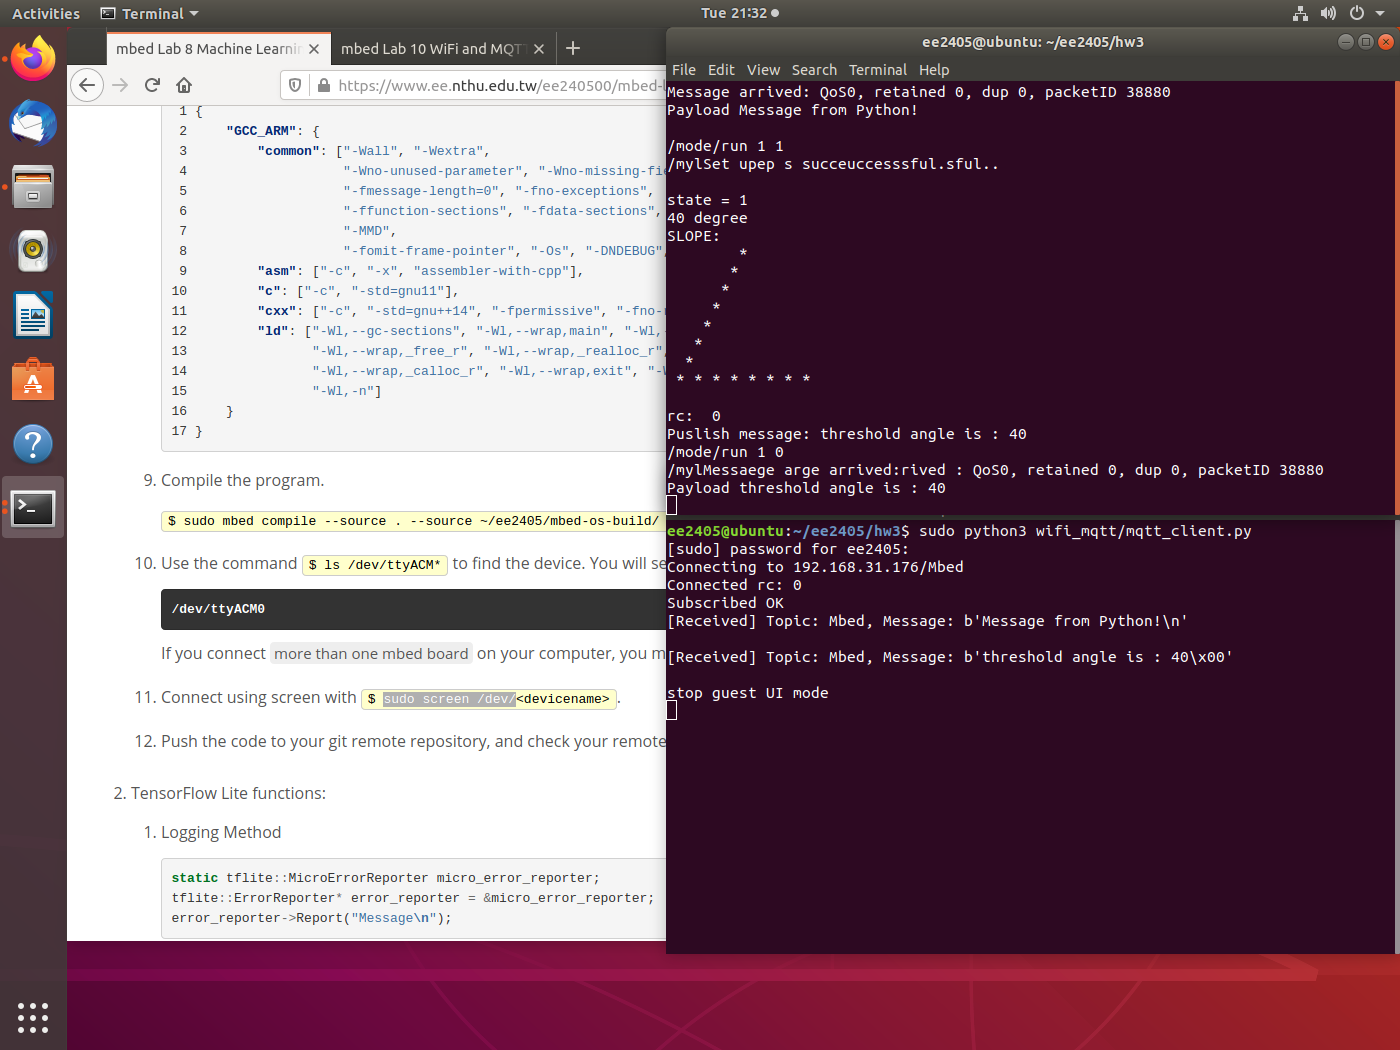 Activities
Terminal
Tue 21:32
mbed Lab 8 Machine Learnin
mbed Lab 10 WiFi and MQT
https://www.ee.nthu.edu.tw/ee240500/mbed-l
1 {
2 "GCC_ARM": {
3 "common": ["-Wall", "-Wextra",
4 "-Wno-unused-parameter", "-Wno-missing-fie
5 "-fmessage-length=0", "-fno-exceptions",
6 "-ffunction-sections", "-fdata-sections",
7 "-MMD",
8 "-fomit-frame-pointer", "-Os", "-DNDEBUG",
9 "asm": ["-c", "-x", "assembler-with-cpp"],
10 "c": ["-c", "-std=gnu11"],
11 "cxx": ["-c", "-std=gnu++14", "-fpermissive", "-fno-r
12 "ld": ["-Wl,--gc-sections", "-Wl,--wrap,main", "-Wl,-
13 "-Wl,--wrap,_free_r", "-Wl,--wrap,_realloc_r",
14 "-Wl,--wrap,_calloc_r", "-Wl,--wrap,exit", "-W
15 "-Wl,-n"]
16 }
17 }
9. Compile the program.
$ sudo mbed compile --source . --source ~/ee2405/mbed-os-build/
10. Use the command $ ls /dev/ttyACM* to find the device. You will se
/dev/ttyACM0
If you connect more than one mbed board on your computer, you m
11. Connect using screen with $ sudo screen /dev/<devicename>.
12. Push the code to your git remote repository, and check your remote
2. TensorFlow Lite functions:
1. Logging Method
static tflite::MicroErrorReporter micro_error_reporter;
tflite::ErrorReporter* error_reporter = &micro_error_reporter;
error_reporter->Report("Message\n");
ee2405@ubuntu: ~/ee2405/hw3
File Edit View Search Terminal Help
Message arrived: QoS0, retained 0, dup 0, packetID 38880
Payload Message from Python!
/mode/run 1 1
/mylSet upep s succeuccesssful.sful..
state = 1
40 degree
SLOPE:
*
*
*
*
*
*
*
* * * * * * * *
rc:  0
Puslish message: threshold angle is : 40
/mode/run 1 0
/mylMessaege arge arrived:rived : QoS0, retained 0, dup 0, packetID 38880
Payload threshold angle is : 40
ee2405@ubuntu:~/ee2405/hw3$ sudo python3 wifi_mqtt/mqtt_client.py
[sudo] password for ee2405:
Connecting to 192.168.31.176/Mbed
Connected rc: 0
Subscribed OK
[Received] Topic: Mbed, Message: b'Message from Python!\n'
[Received] Topic: Mbed, Message: b'threshold angle is : 40\x00'
stop guest UI mode